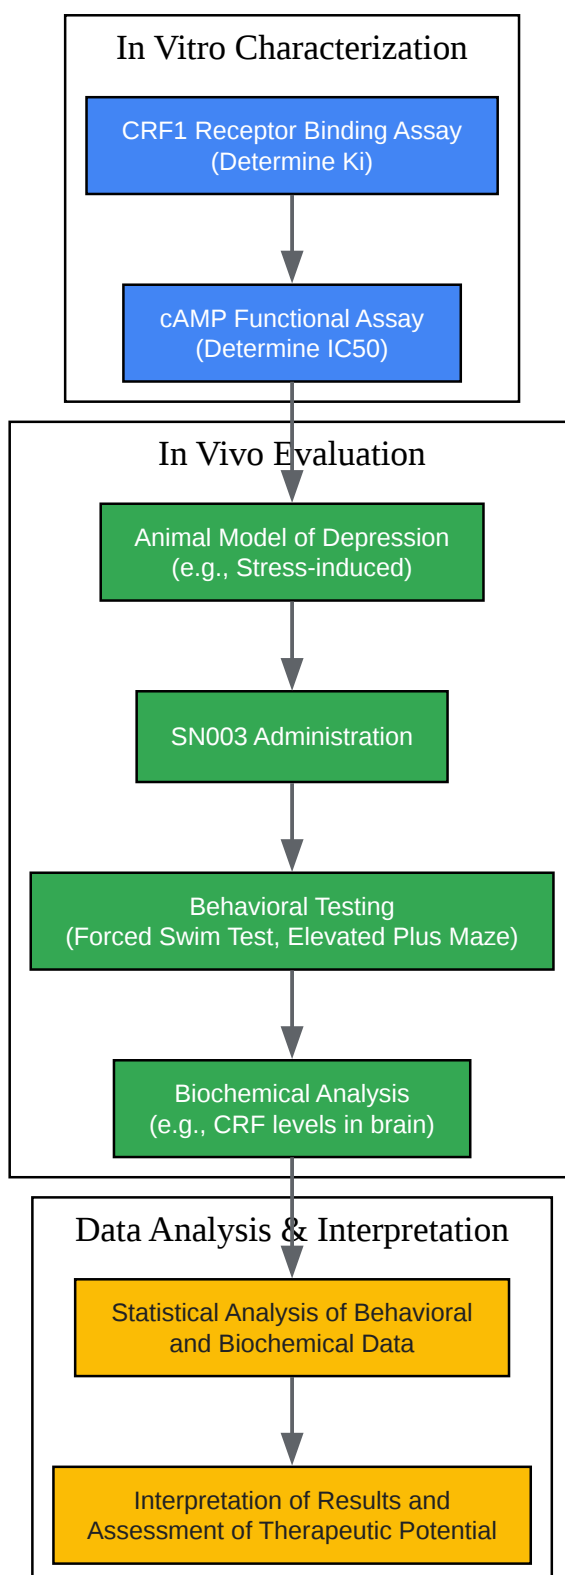 In Vitro Characterization
CRF1 Receptor Binding Assay
(Determine Ki)
cAMP Functional Assay
(Determine IC50)
In Vivo Evaluation
Animal Model of Depression
(e.g., Stress-induced)
SN003 Administration
Behavioral Testing
(Forced Swim Test, Elevated Plus Maze)
Biochemical Analysis
(e.g., CRF levels in brain)
Data Analysis & Interpretation
Statistical Analysis of Behavioral
and Biochemical Data
Interpretation of Results and
Assessment of Therapeutic Potential